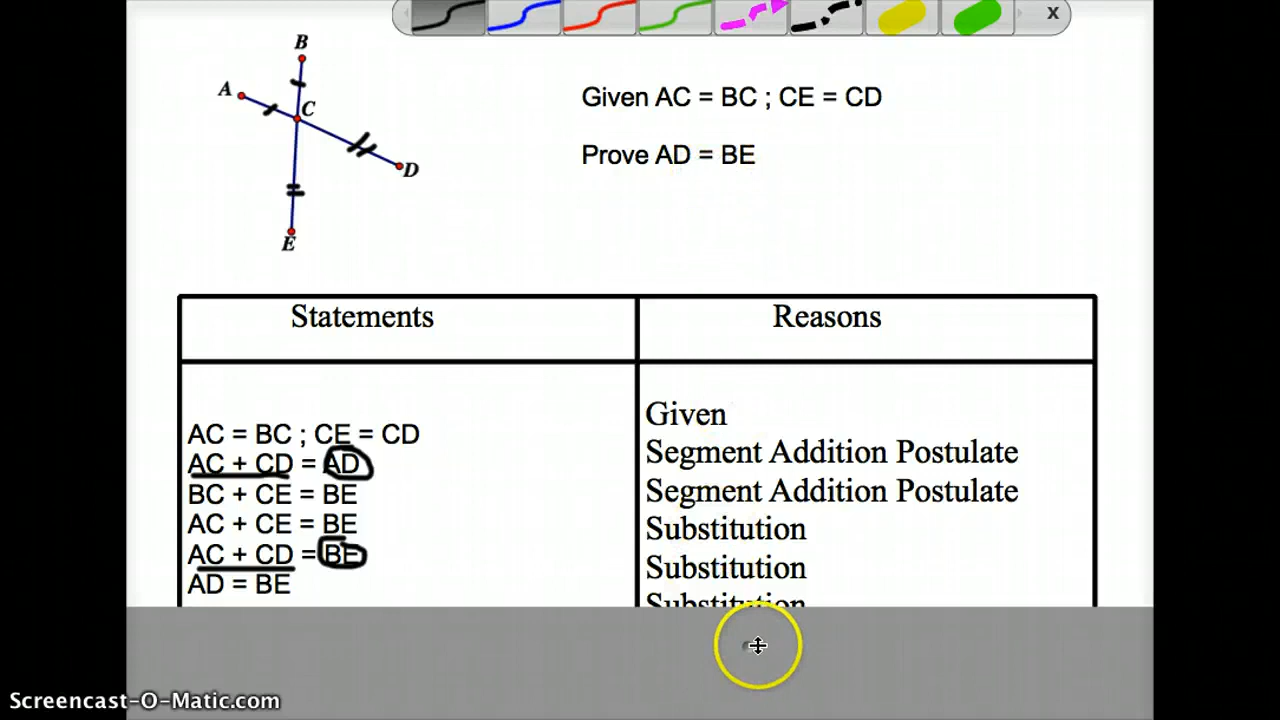 B
A
C
D
E
Given AC = BC ; CE = CD
Prove AD = BE
x
Statements
Reasons
AC = BC ; CE = CD
AC + CD = AD
BC + CE = BE
AC + CE = BE
AC + CD = BE
AD = BE
Given
Segment Addition Postulate
Segment Addition Postulate
Substitution
Substitution
Substitution
Screencast-O-Matic.com